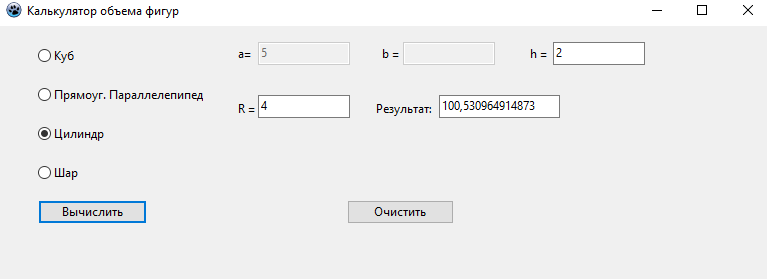 Калькулятор объема фигур
Куб
a= 5
b =
h = 2
Прямоуг. Параллелепипед
R = 4
Результат: 100,530964914873
Цилиндр
Шар
Вычислить
Очистить